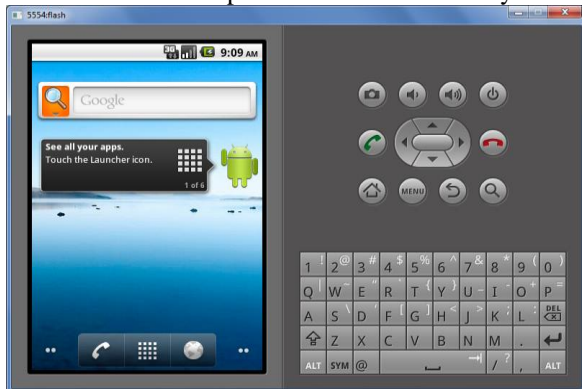 5554:flash
3G 9:09 AM
Google
See all your apps.
Touch the Launcher icon.
1 of 6
MENU
1 ! 2 @ 3 # 4 $ 5 % 6 ^ 7 & 8 * 9 ( 0 )
Q | W ~ E " R ` T { Y } U _ I - O + P =
A S \ D ' F [ G ] H < J > K ; L : DEL
Z X C V B N M .
ALT SYM @ / ? , ALT